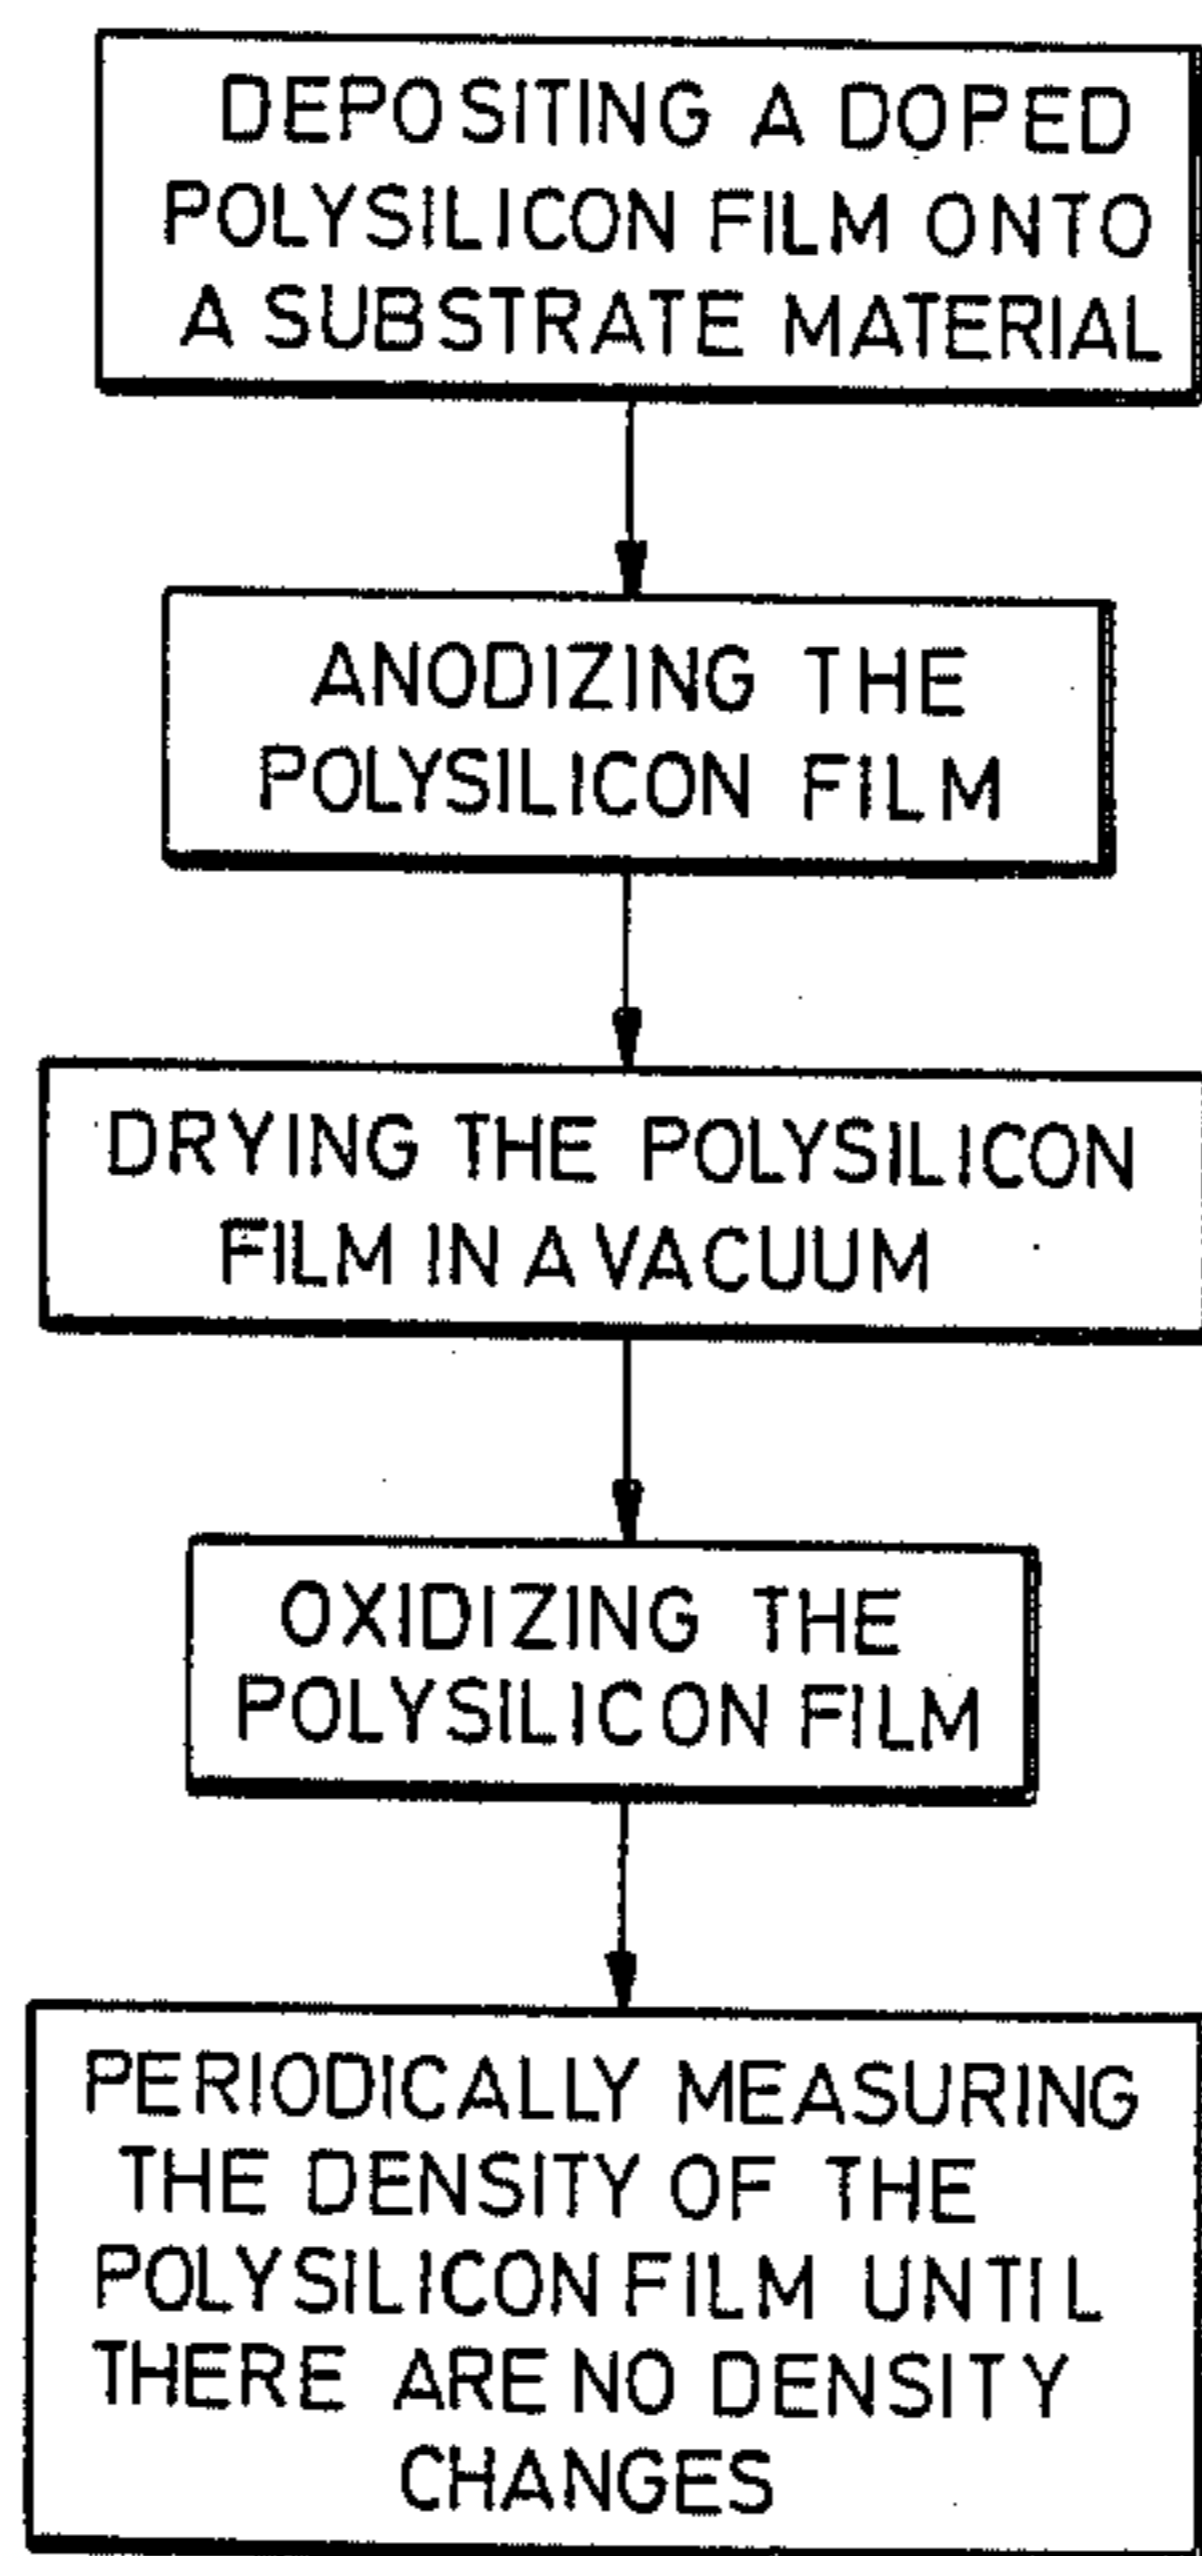 DEPOSITING A DOPED
POLYSILICON FILM ONTO
A SUBSTRATE MATERIAL
ANODIZING THE
POLYSILICON FILM
DRYING THE POLYSILICON
FILM IN A VACUUM
OXIDIZING THE
POLYSILICON FILM
PERIODICALLY MEASURING
THE DENSITY OF THE
POLYSILICON FILM UNTIL
THERE ARE NO DENSITY
CHANGES